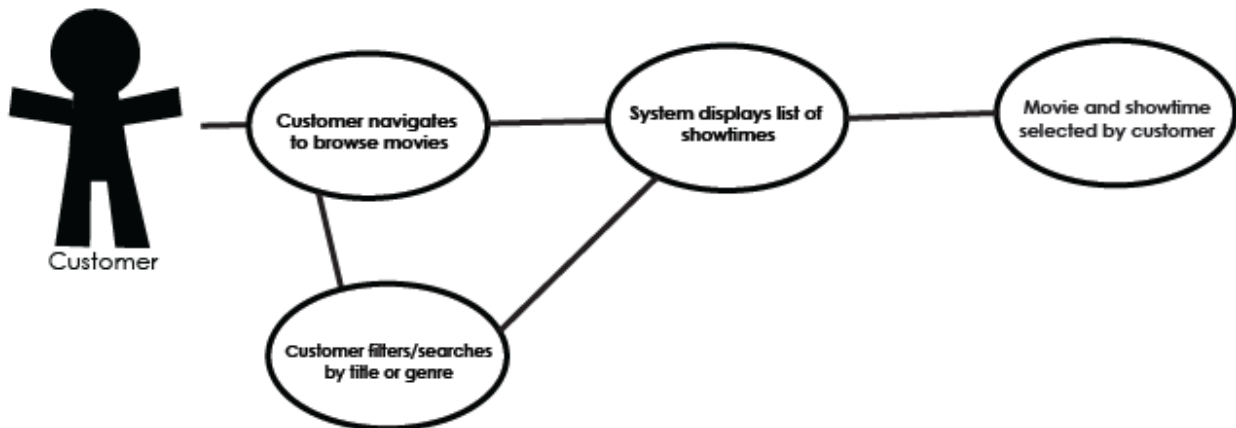 Customer
Customer navigates
to browse movies
System displays list of
showtimes
Movie and showtime
selected by customer
Customer filters/searches
by title or genre